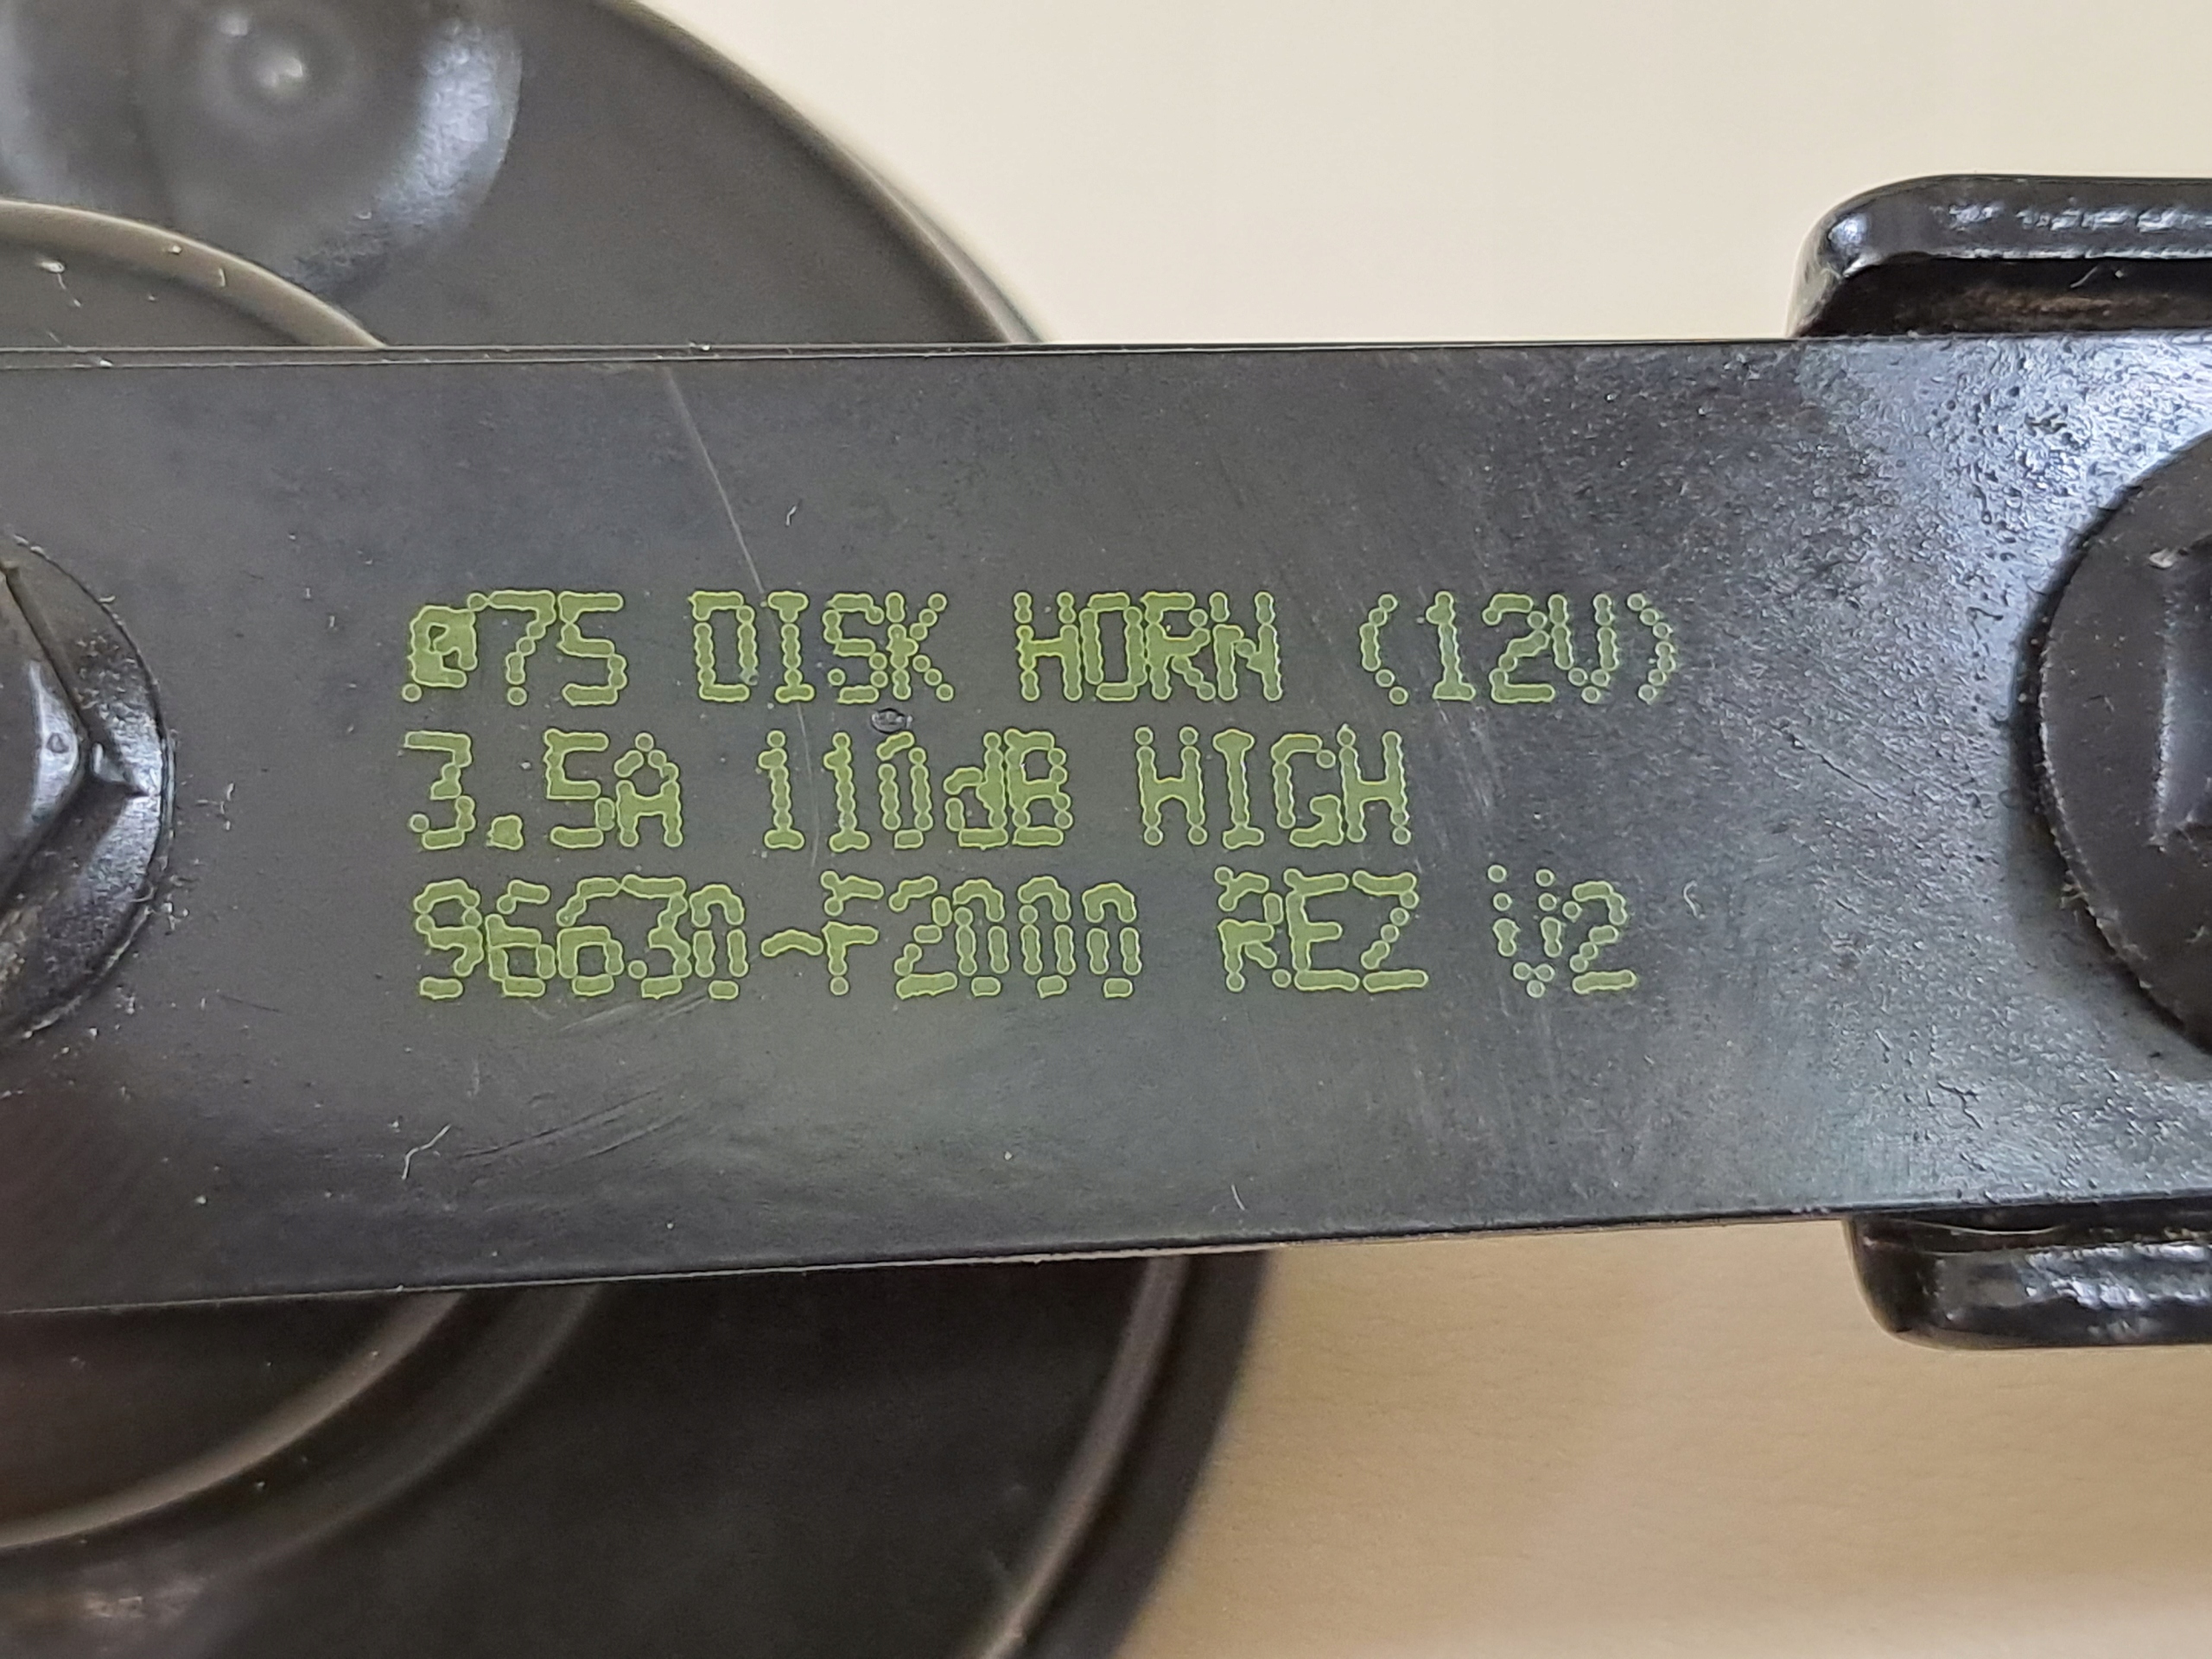 ø75 DISK HORN (12V)
3.5A 110dB HIGH
96630-F2000 REZ V2